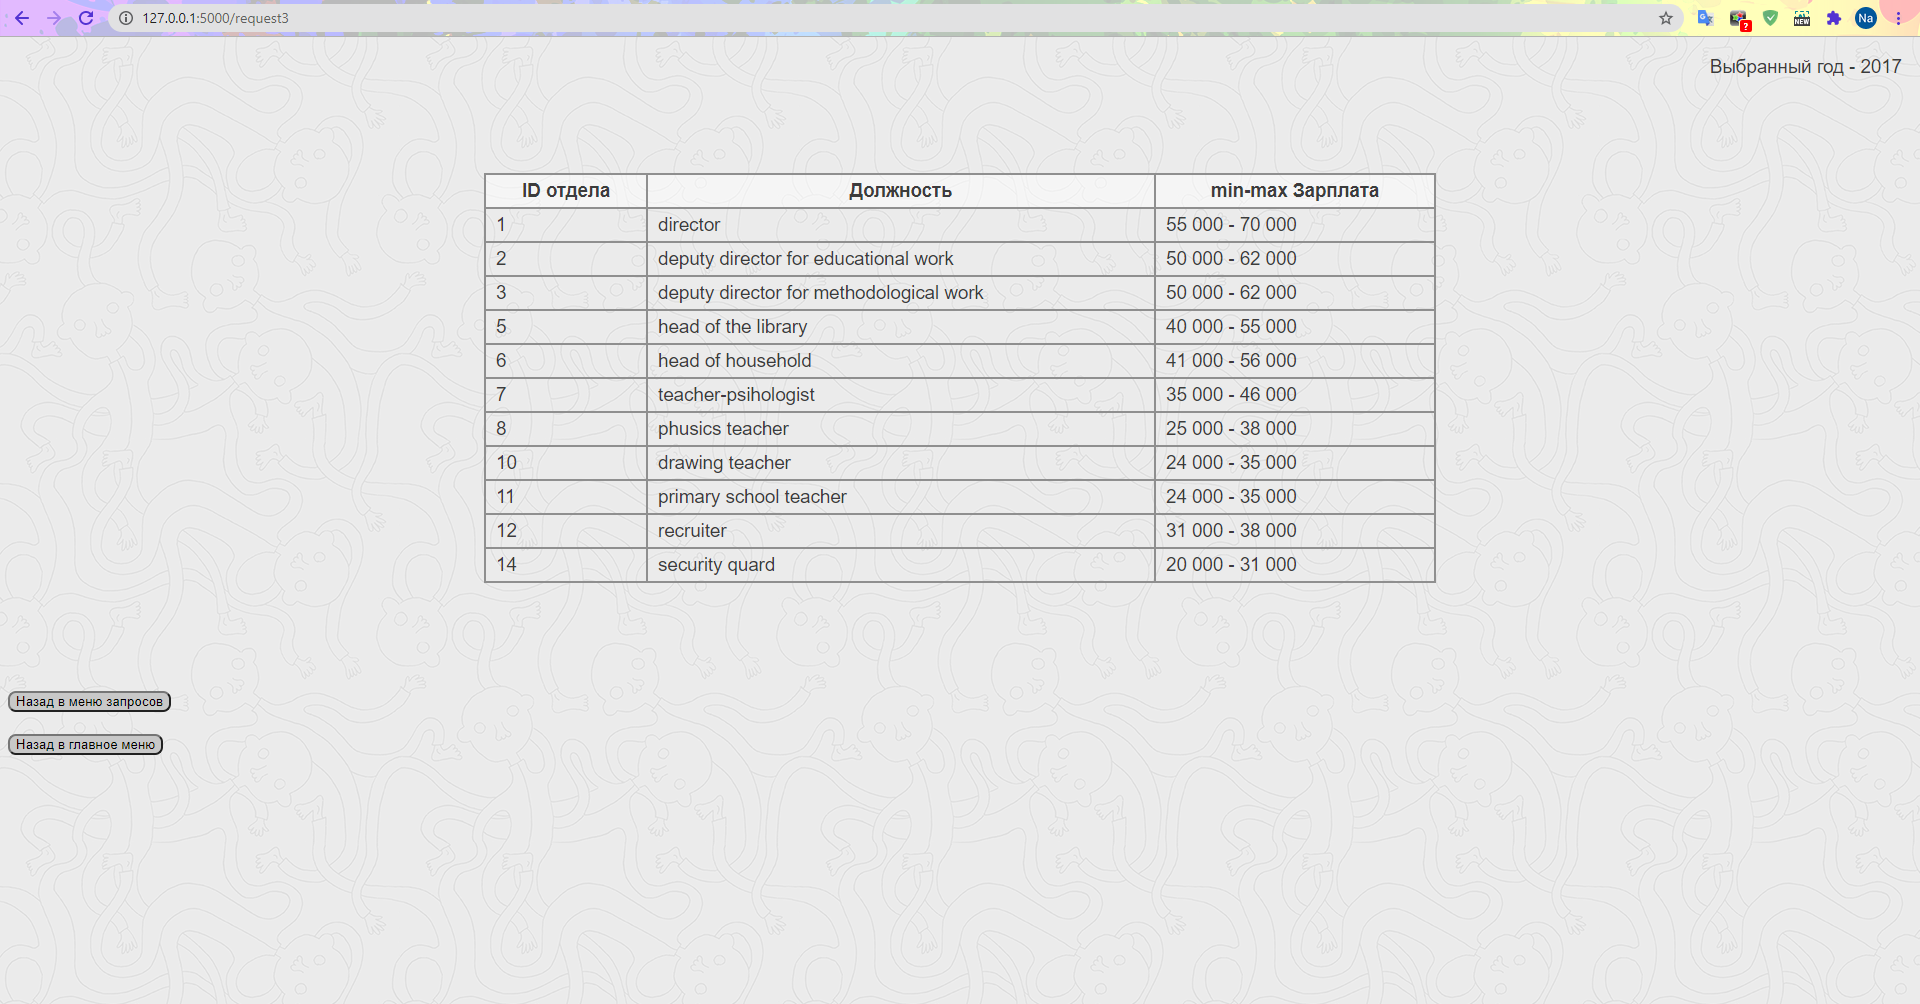 127.0.0.1:5000/request3
?
NEW
Na
Выбранный год - 2017
ID отдела Должность min-max Зарплата
1 director 55 000 - 70 000
2 deputy director for educational work 50 000 - 62 000
3 deputy director for methodological work 50 000 - 62 000
5 head of the library 40 000 - 55 000
6 head of household 41 000 - 56 000
7 teacher-psihologist 35 000 - 46 000
8 phusics teacher 25 000 - 38 000
10 drawing teacher 24 000 - 35 000
11 primary school teacher 24 000 - 35 000
12 recruiter 31 000 - 38 000
14 security quard 20 000 - 31 000
Назад в меню запросов
Назад в главное меню